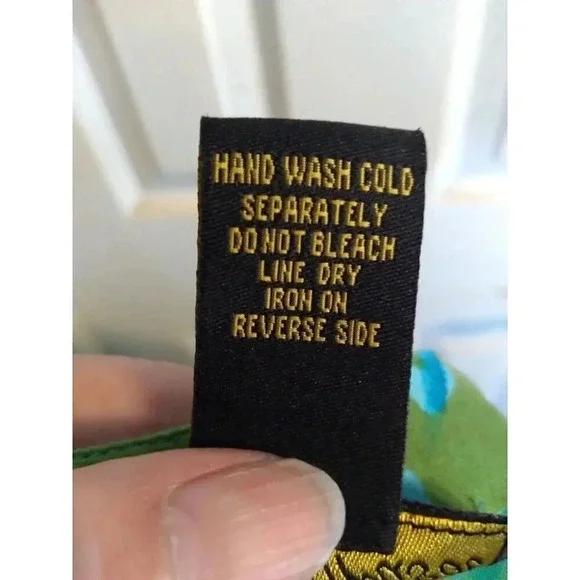 HAND WASH COLD
SEPARATELY
DO NOT BLEACH
LINE DRY
IRON ON
REVERSE SIDE